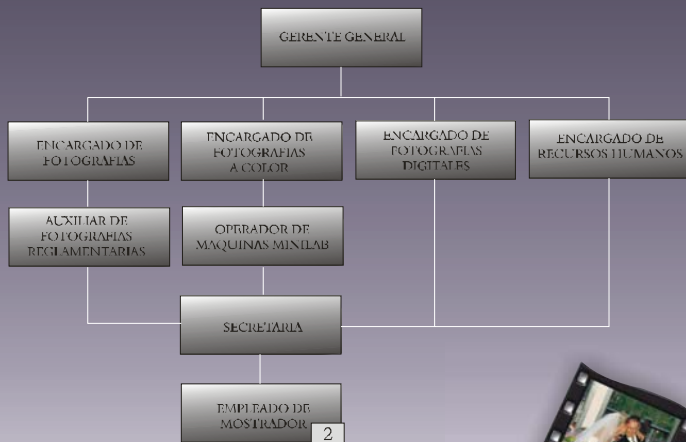 GERENTE GENERAL
ENCARGADO DE
FOTOGRAFIAS
ENCARGADO DE
FOTOGRAFIAS
A COLOR
ENCARGADO DE
FOTOGRAFIAS
DIGITALES
ENCARGADO DE
RECURSOS HUMANOS
AUXILIAR DE
FOTOGRAFIAS
REGLAMENTARIAS
OPERADOR DE
MAQUINAS MINILAB
SECRETARIA
EMPLEADO DE
MOSTRADOR
2